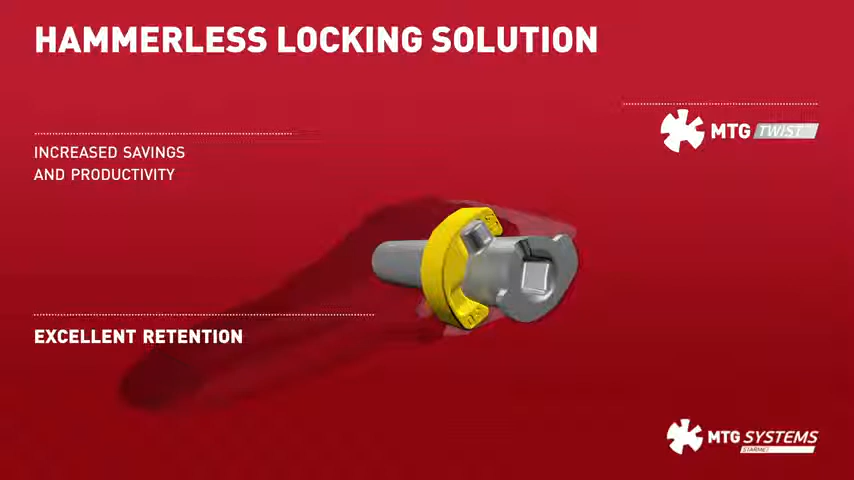 HAMMERLESS LOCKING SOLUTION
MTG TWIST
INCREASED SAVINGS
AND PRODUCTIVITY
EXCELLENT RETENTION
MTG SYSTEMS
STARMET